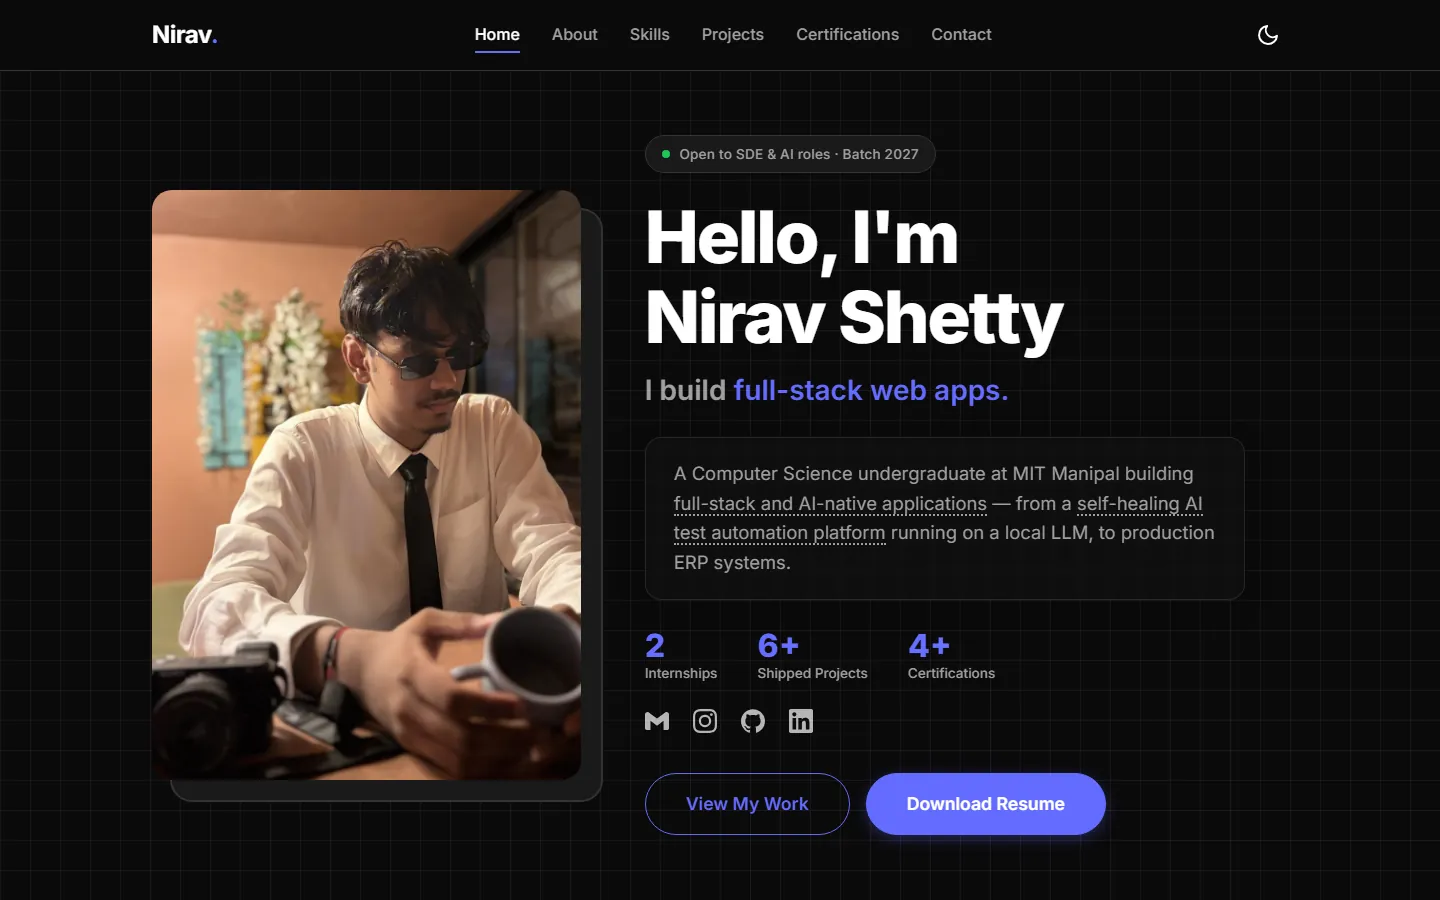 Nirav.
Home
About
Skills
Projects
Certifications
Contact
Open to SDE & AI roles · Batch 2027
Hello, I'm
Nirav Shetty
I build full-stack web apps.
A Computer Science undergraduate at MIT Manipal building
full-stack and AI-native applications — from a self-healing AI
test automation platform running on a local LLM, to production
ERP systems.
2
Internships
6+
Shipped Projects
4+
Certifications
View My Work
Download Resume